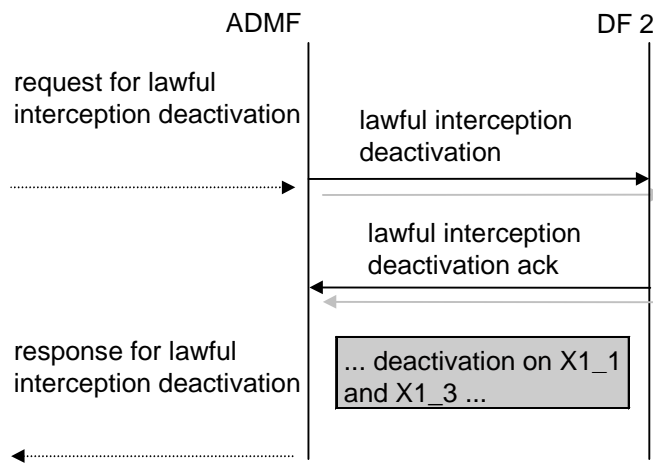 ADMF
DF 2
request for lawful
interception deactivation
lawful interception
deactivation
lawful interception
deactivation ack
response for lawful
interception deactivation
... deactivation on X1_1
and X1_3 ...